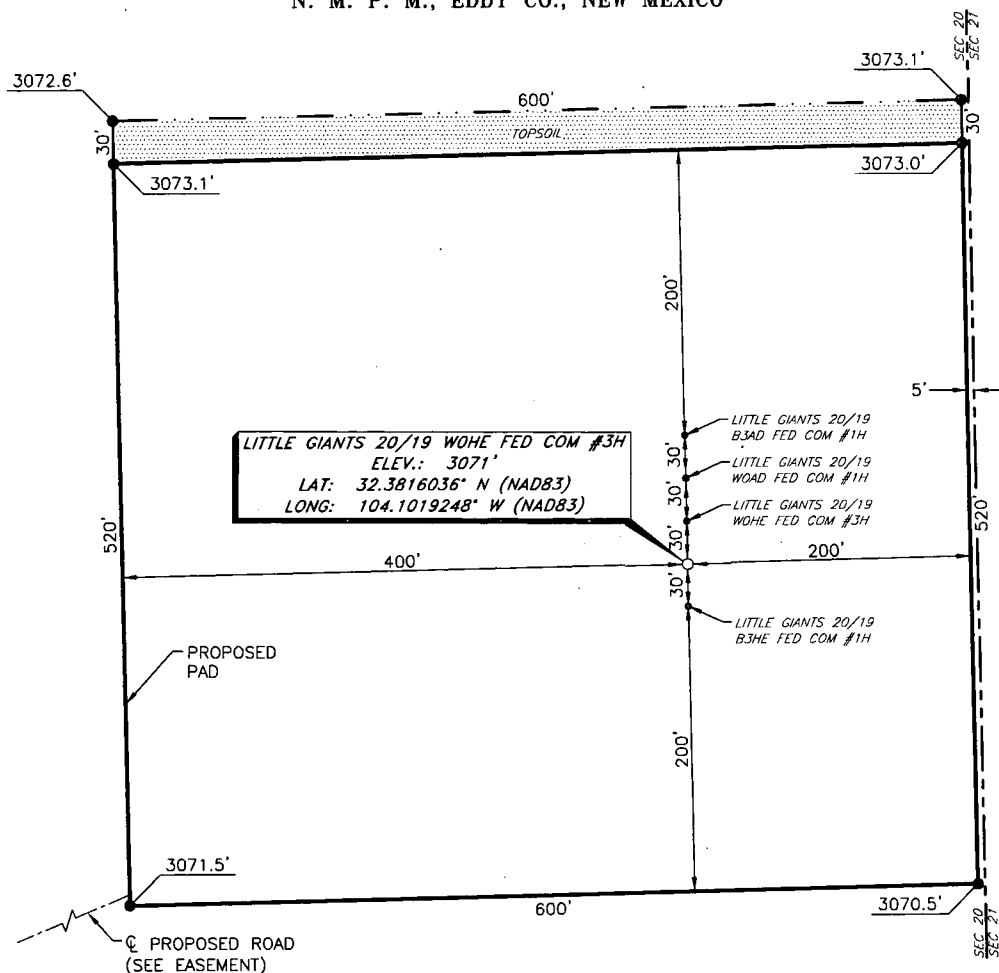 N. M. P. M., EDDY CO., NEW MEXICO
SEC 20
SEC 21
3072.6'
3073.1'
600'
30'
TOPSOIL
30'
3073.1'
3073.0'
200'
5'
LITTLE GIANTS 20/19
B3AD FED COM #1H
30'
LITTLE GIANTS 20/19
WOAD FED COM #1H
30'
LITTLE GIANTS 20/19
WOHE FED COM #3H
30'
LITTLE GIANTS 20/19 WOHE FED COM #3H
ELEV.: 3071'
LAT: 32.3816036° N (NAD83)
LONG: 104.1019248° W (NAD83)
520'
520'
400'
200'
30'
LITTLE GIANTS 20/19
B3HE FED COM #1H
PROPOSED
PAD
200'
3071.5'
600'
3070.5'
℄ PROPOSED ROAD
(SEE EASEMENT)
SEC 20
SEC 21